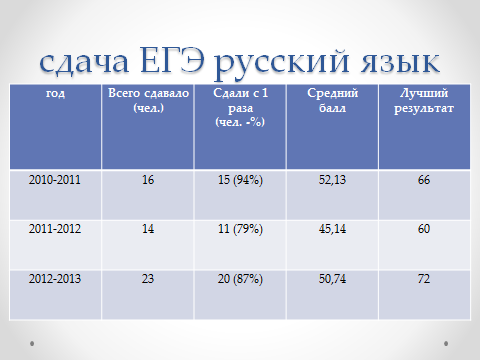 сдача ЕГЭ русский язык
год Всего сдавало Сдали с 1 Средний Лучший
(чел.) раза балл результат
(чел. -%)
2010-2011 16 15 (94%) 52,13 66
2011-2012 14 11 (79%) 45,14 60
2012-2013 23 20 (87%) 50,74 72